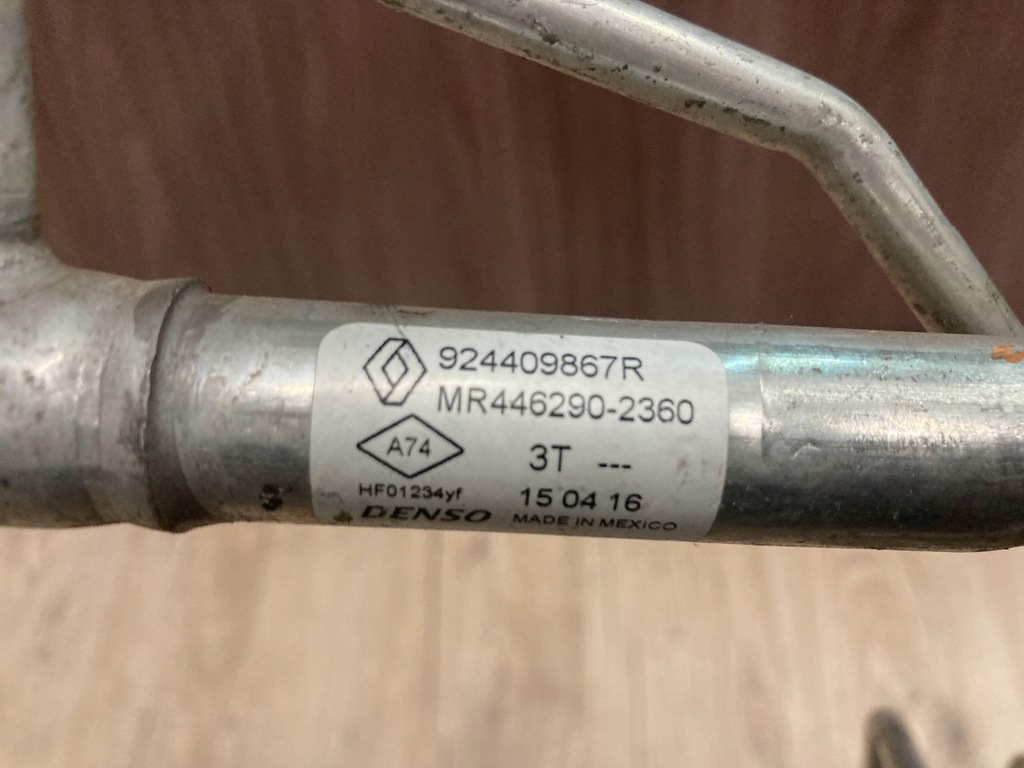 924409867R
MR446290-2360
A74
3T ---
HF01234yf
15 04 16
DENSO
MADE IN MEXICO